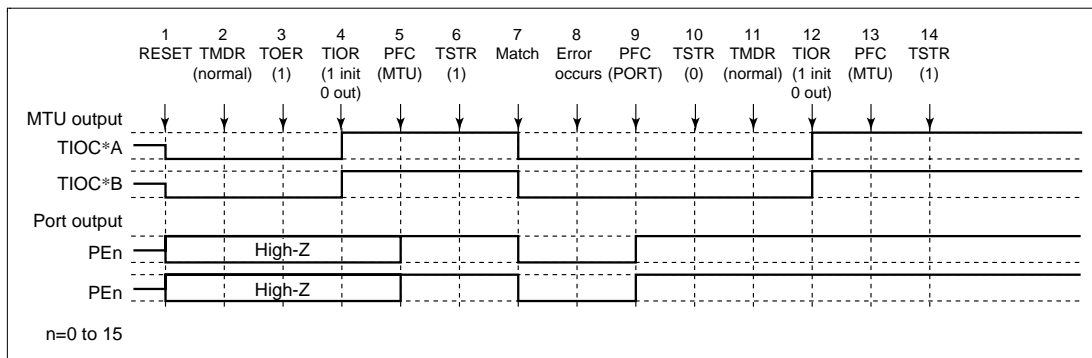 1 2 3 4 5 6 7 8 9 10 11 12 13 14
RESET TMDR TOER TIOR PFC TSTR Match Error PFC TSTR TMDR TIOR PFC TSTR
(normal) (1) (1 init (MTU) (1) occurs (PORT) (0) (normal) (1 init (MTU) (1)
0 out) 0 out)
MTU output
TIOC*A
TIOC*B
Port output
PEn High-Z
PEn High-Z
n=0 to 15